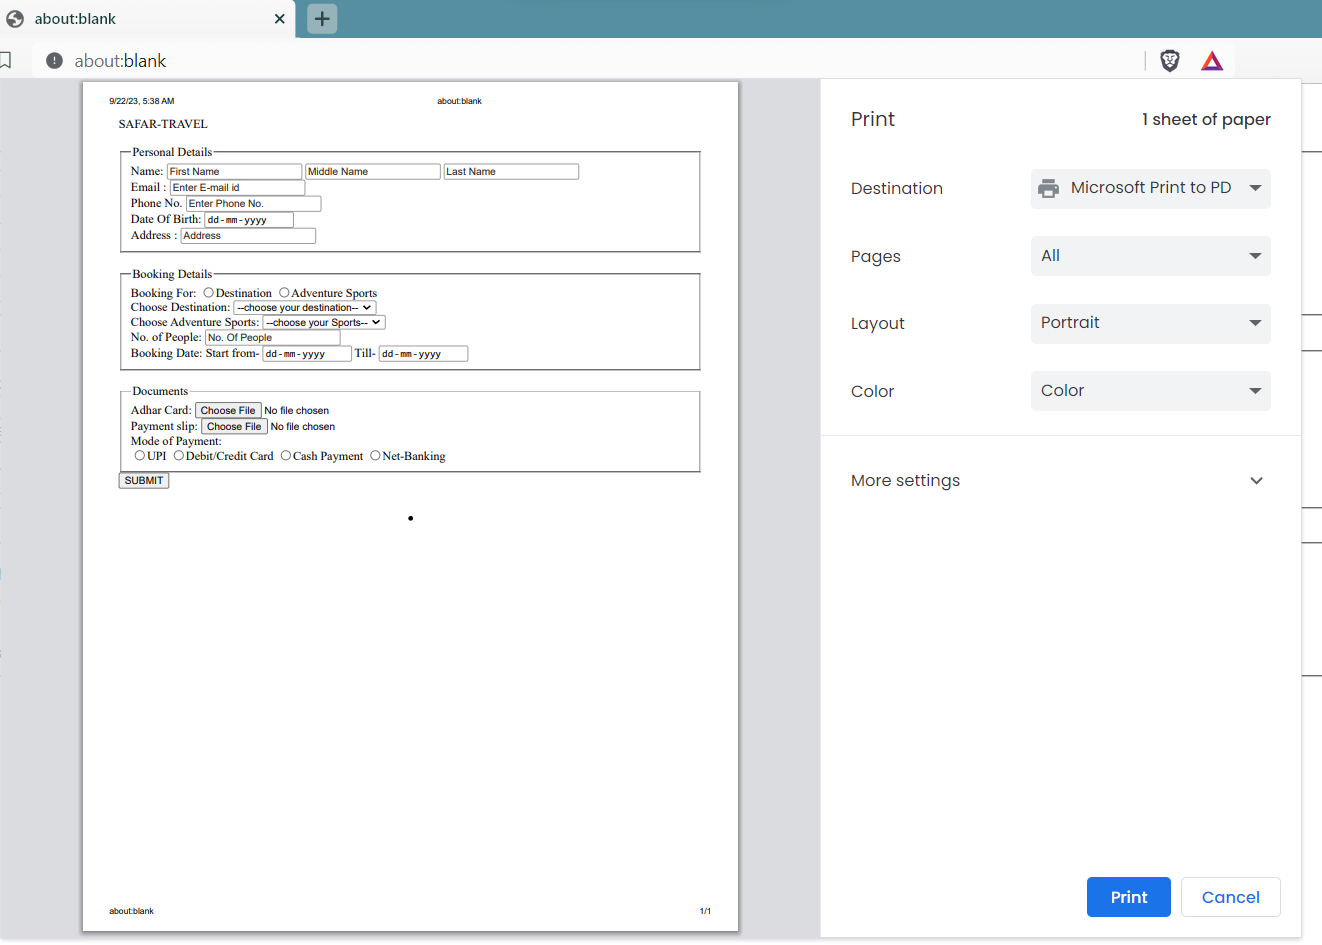 about:blank
about:blank
9/22/23, 5:38 AM about:blank
SAFAR-TRAVEL
Personal Details
Name: First Name Middle Name Last Name
Email : Enter E-mail id
Phone No. Enter Phone No.
Date Of Birth: dd-mm-yyyy
Address : Address
Booking Details
Booking For: Destination Adventure Sports
Choose Destination: --choose your destination--
Choose Adventure Sports: --choose your Sports--
No. of People: No. Of People
Booking Date: Start from- dd-mm-yyyy Till- dd-mm-yyyy
Documents
Adhar Card: Choose File No file chosen
Payment slip: Choose File No file chosen
Mode of Payment:
UPI Debit/Credit Card Cash Payment Net-Banking
SUBMIT
about:blank 1/1
Print 1 sheet of paper
Destination Microsoft Print to PD
Pages All
Layout Portrait
Color Color
More settings
Print Cancel